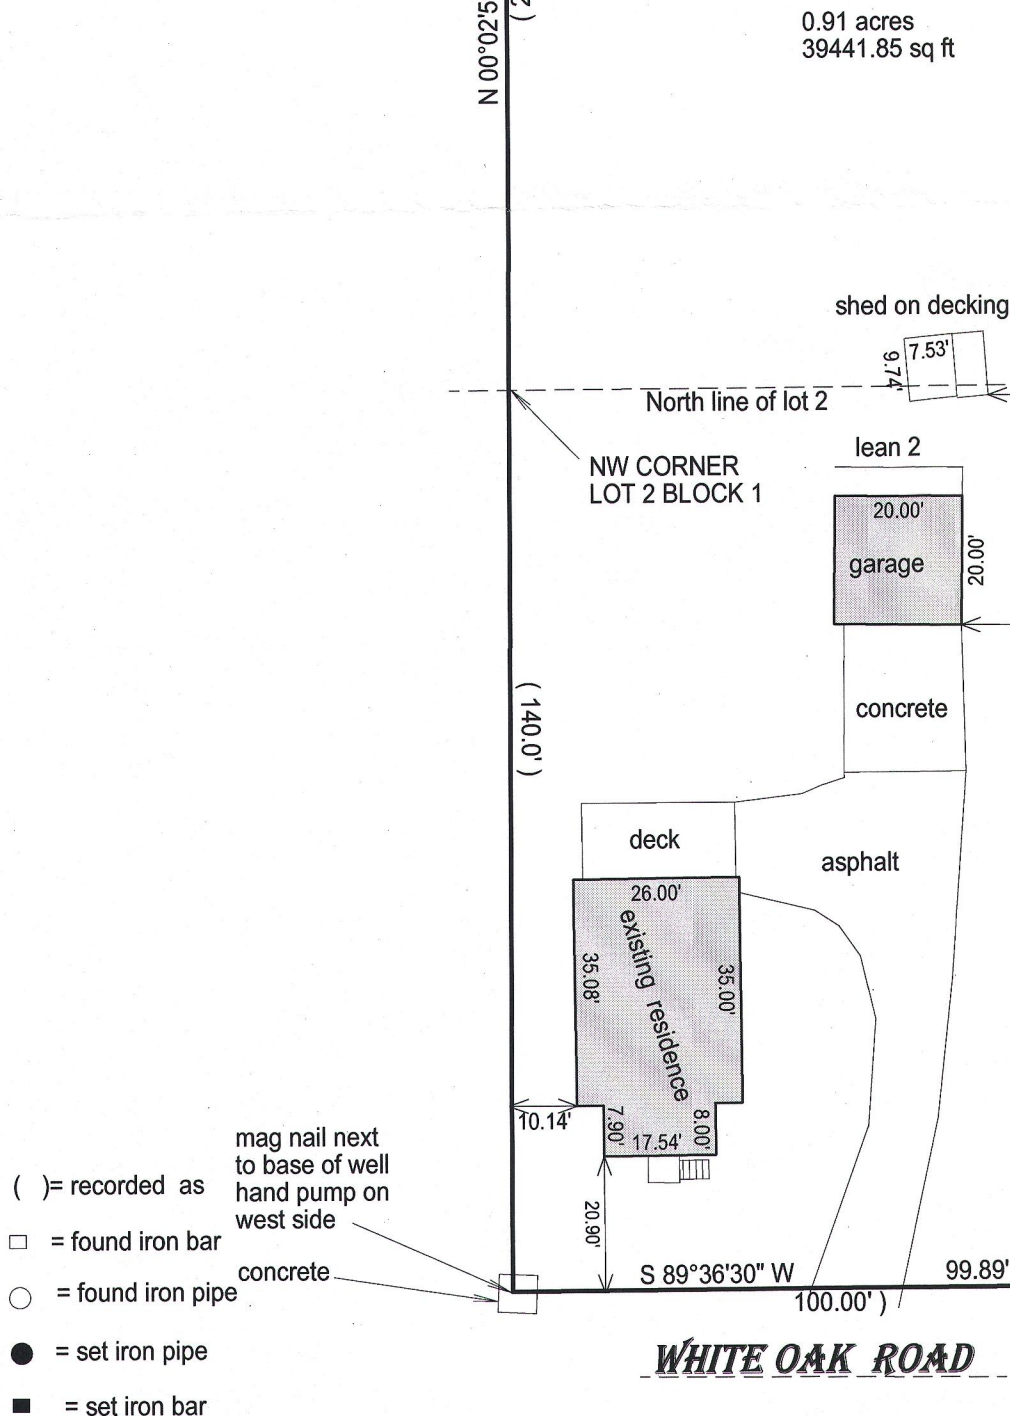 N 00°02'5
( 2
0.91 acres
39441.85 sq ft
shed on decking
7.53'
9.74'
North line of lot 2
NW CORNER
LOT 2 BLOCK 1
lean 2
20.00'
garage
20.00'
concrete
( 140.0' )
deck
asphalt
26.00'
existing residence
35.08'
35.00'
10.14'
7.90'
17.54'
8.00'
20.90'
mag nail next
to base of well
hand pump on
west side
concrete
( )= recorded as
= found iron bar
= found iron pipe
= set iron pipe
= set iron bar
S 89°36'30" W
99.89'
100.00' )
WHITE OAK ROAD